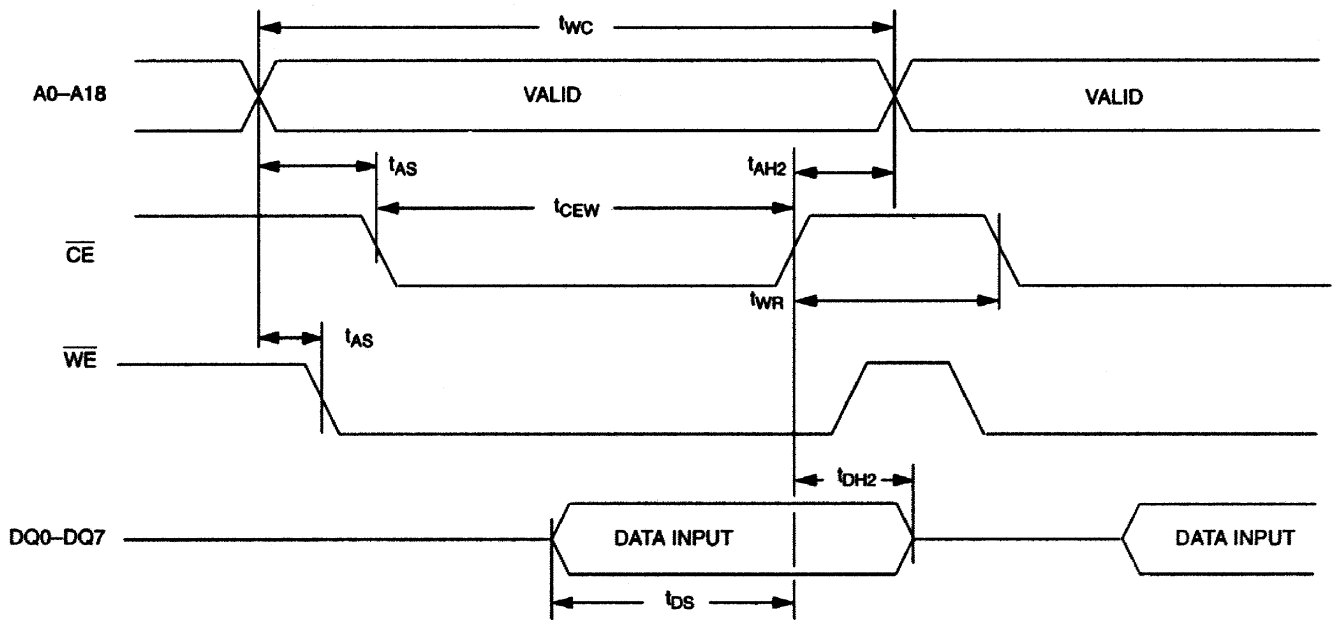 tWC
A0–A18 VALID VALID
tAS tAH2
tCEW
CE
tWR
tAS
WE
tDH2
DQ0–DQ7 DATA INPUT DATA INPUT
tDS